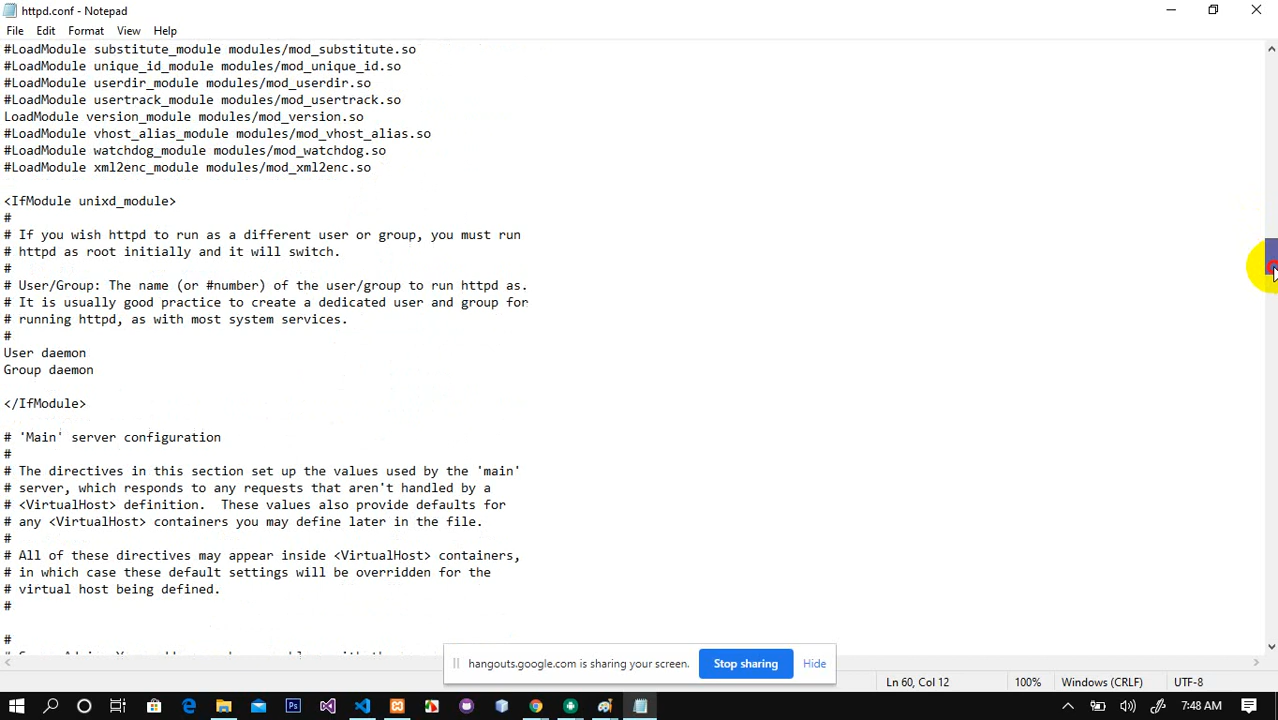 httpd.conf - Notepad
File Edit Format View Help
#LoadModule substitute_module modules/mod_substitute.so
#LoadModule unique_id_module modules/mod_unique_id.so
#LoadModule userdir_module modules/mod_userdir.so
#LoadModule usertrack_module modules/mod_usertrack.so
LoadModule version_module modules/mod_version.so
#LoadModule vhost_alias_module modules/mod_vhost_alias.so
#LoadModule watchdog_module modules/mod_watchdog.so
#LoadModule xml2enc_module modules/mod_xml2enc.so
<IfModule unixd_module>
#
# If you wish httpd to run as a different user or group, you must run
# httpd as root initially and it will switch.
#
# User/Group: The name (or #number) of the user/group to run httpd as.
# It is usually good practice to create a dedicated user and group for
# running httpd, as with most system services.
#
User daemon
Group daemon
</IfModule>
# 'Main' server configuration
#
# The directives in this section set up the values used by the 'main'
# server, which responds to any requests that aren't handled by a
# <VirtualHost> definition.  These values also provide defaults for
# any <VirtualHost> containers you may define later in the file.
#
# All of these directives may appear inside <VirtualHost> containers,
# in which case these default settings will be overridden for the
# virtual host being defined.
#
#
hangouts.google.com is sharing your screen. Stop sharing Hide
Ln 60, Col 12 100% Windows (CRLF) UTF-8
Ps 7:48 AM